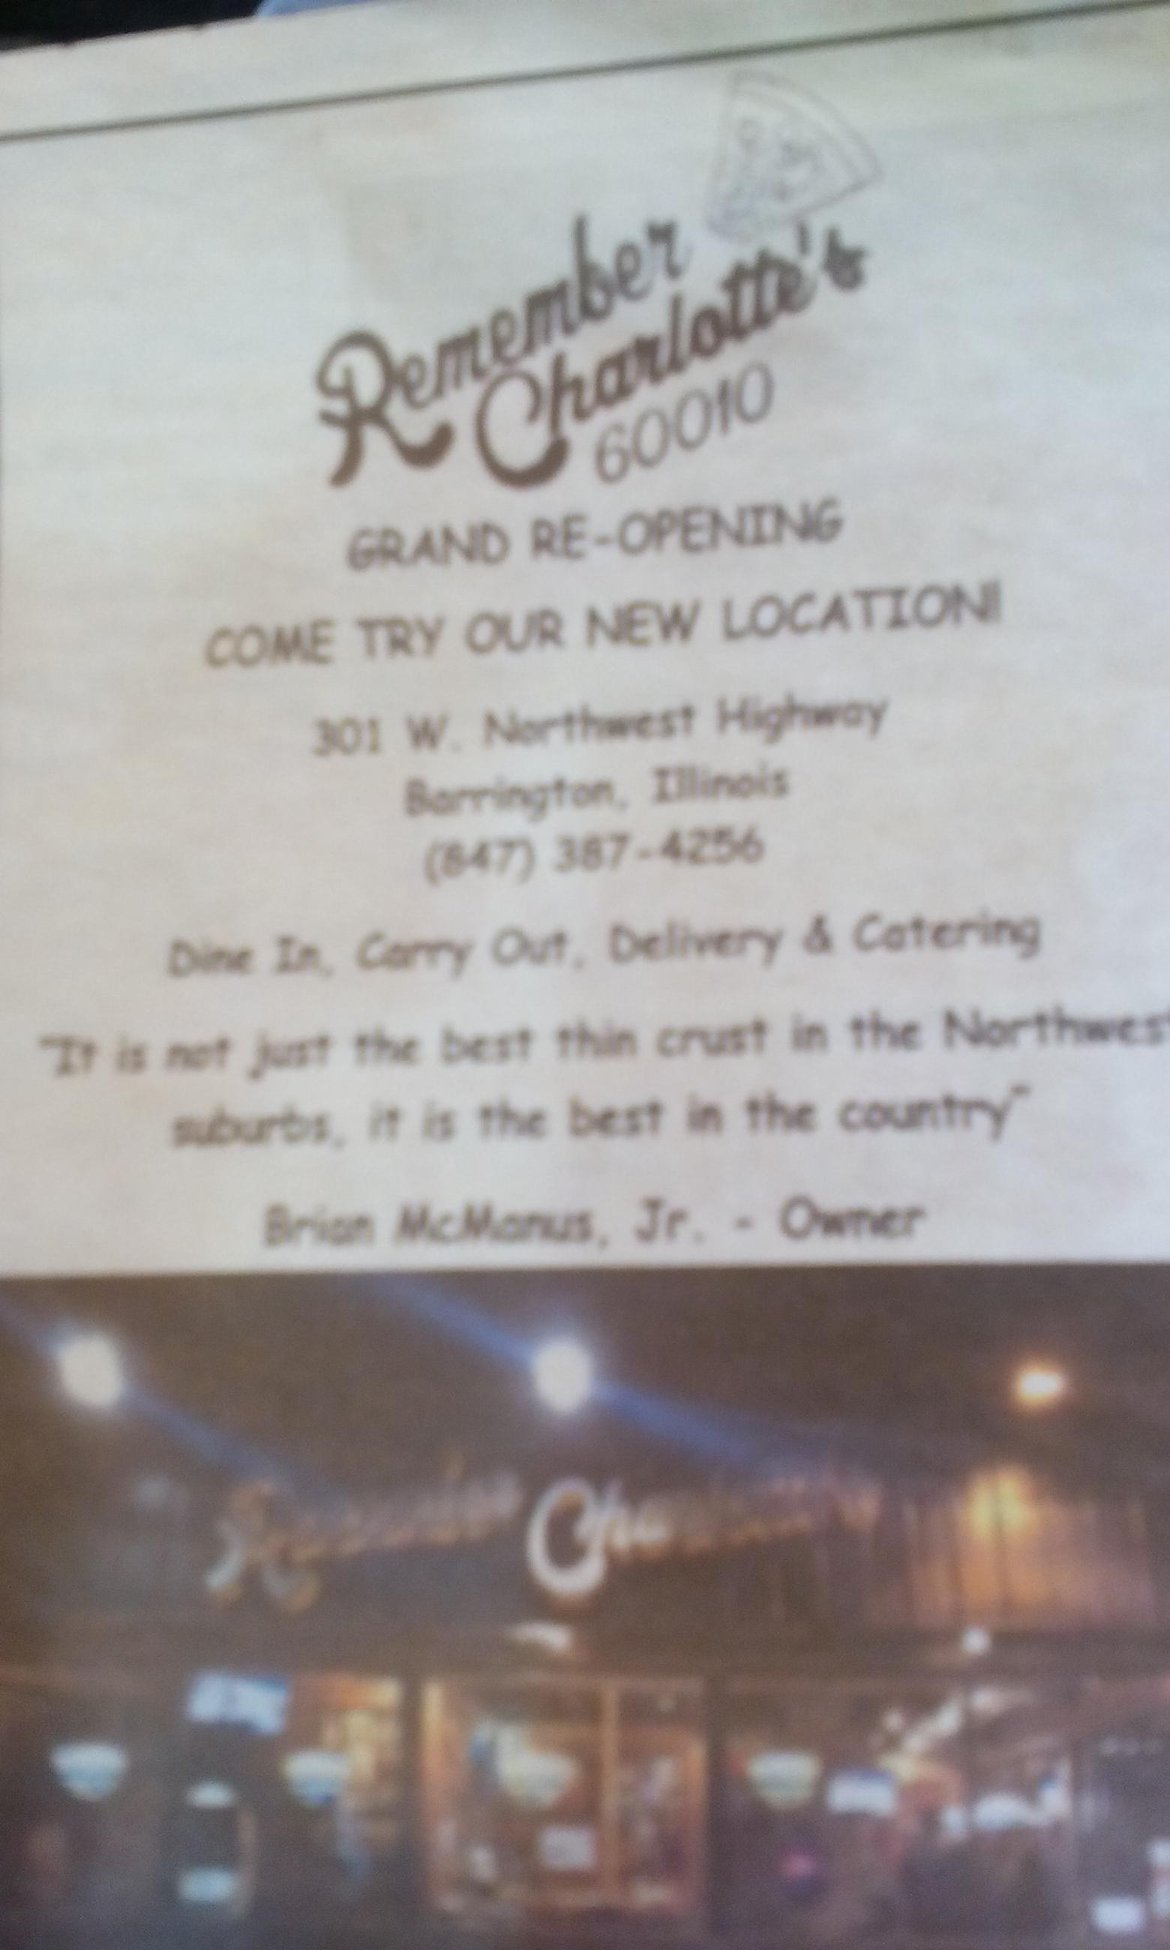 Remember
Charlotte's
60010
GRAND RE-OPENING
COME TRY OUR NEW LOCATION!
301 W. Northwest Highway
Barrington, Illinois
(847) 387-4256
Dine In, Carry Out, Delivery & Catering
"It is not just the best thin crust in the Northwest
suburbs, it is the best in the country"
Brian McManus, Jr. - Owner
Remember Charlotte's